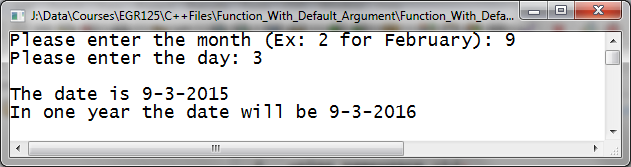 J:\Data\Courses\EGR125\C++Files\Function_With_Default_Argument\Function_With_Defa...
Please enter the month (Ex: 2 for February): 9
Please enter the day: 3
The date is 9-3-2015
In one year the date will be 9-3-2016